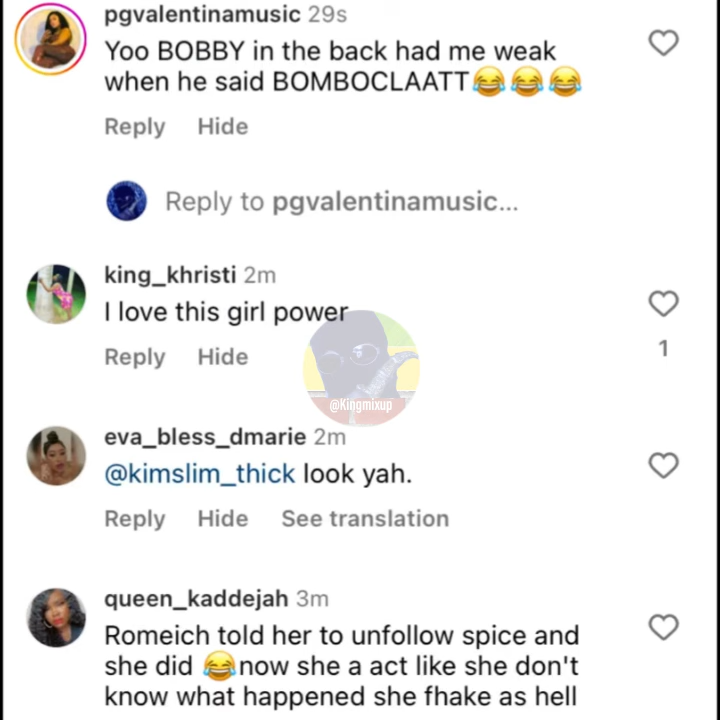 pgvalentinamusic 29s
Yoo BOBBY in the back had me weak
when he said BOMBOCLAATT😂😂😂
Reply Hide
Reply to pgvalentinamusic...
king_khristi 2m
I love this girl power
Reply Hide
1
@Kingmixup
eva_bless_dmarie 2m
@kimslim_thick look yah.
Reply Hide See translation
queen_kaddejah 3m
Romeich told her to unfollow spice and
she did 😂now she a act like she don't
know what happened she fhake as hell